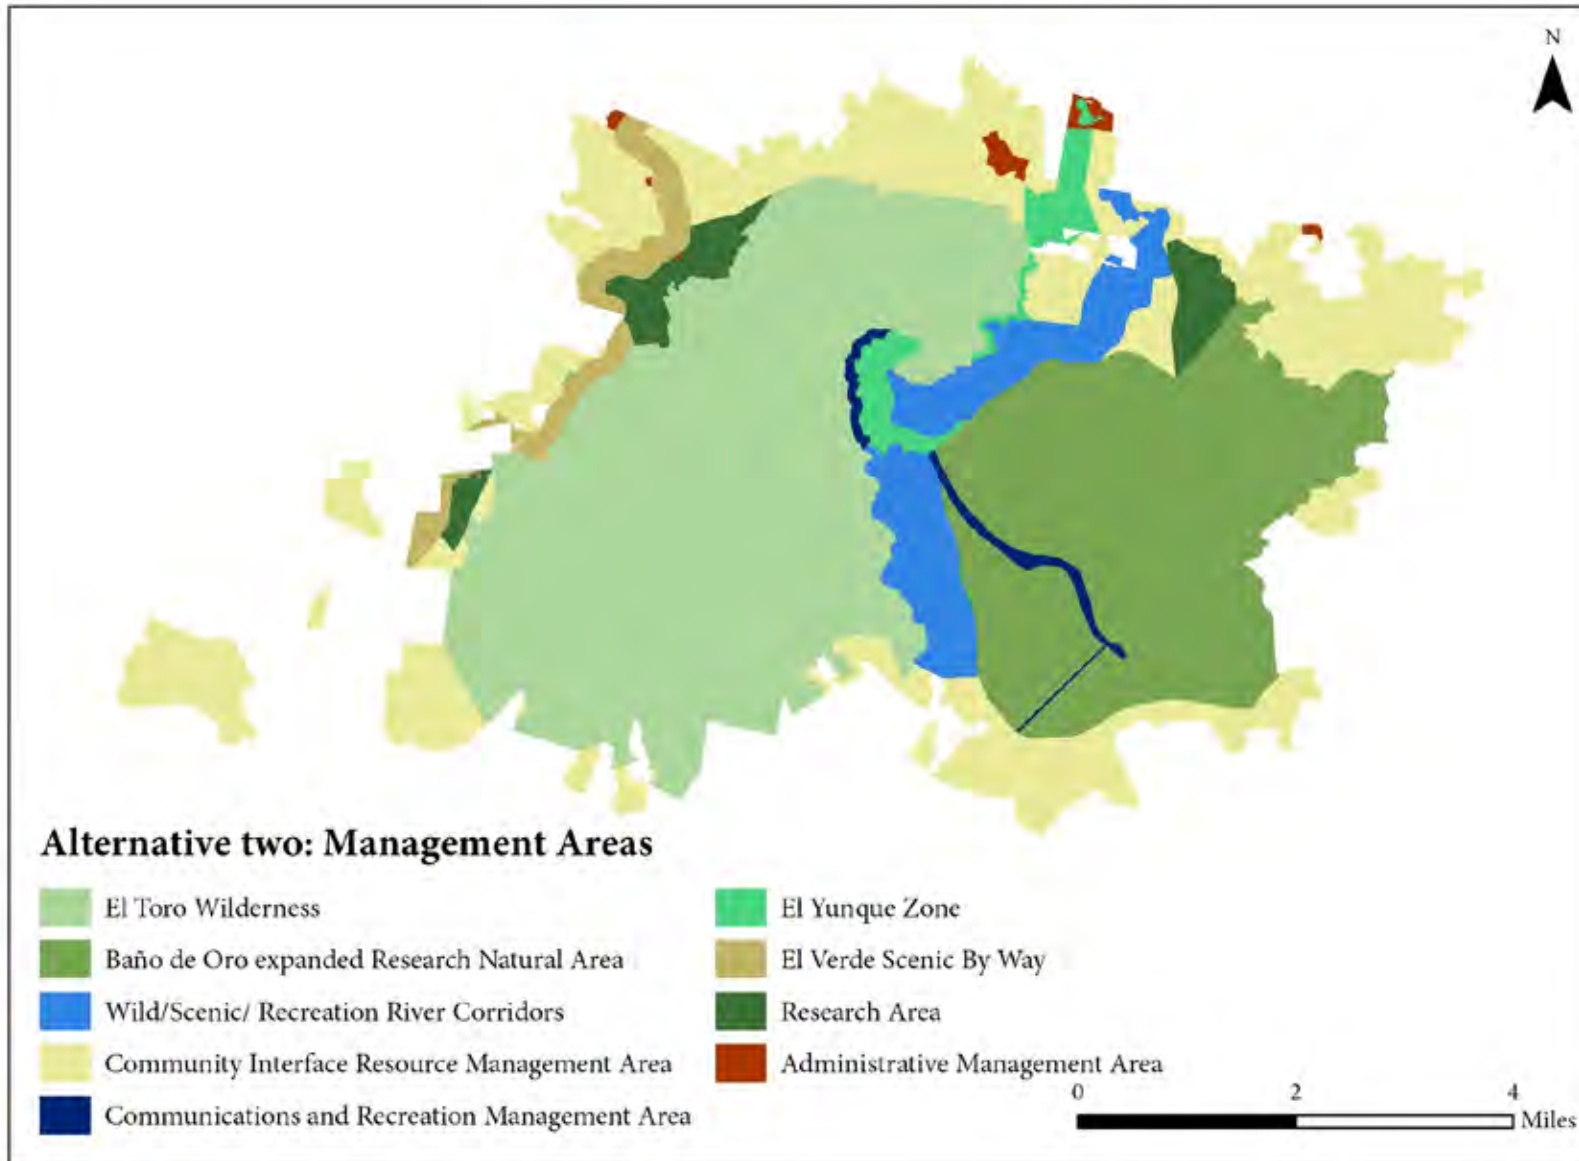 N
Alternative two: Management Areas
El Toro Wilderness
Baño de Oro expanded Research Natural Area
Wild/Scenic/ Recreation River Corridors
Community Interface Resource Management Area
Communications and Recreation Management Area
El Yunque Zone
El Verde Scenic By Way
Research Area
Administrative Management Area
0 2 4
Miles